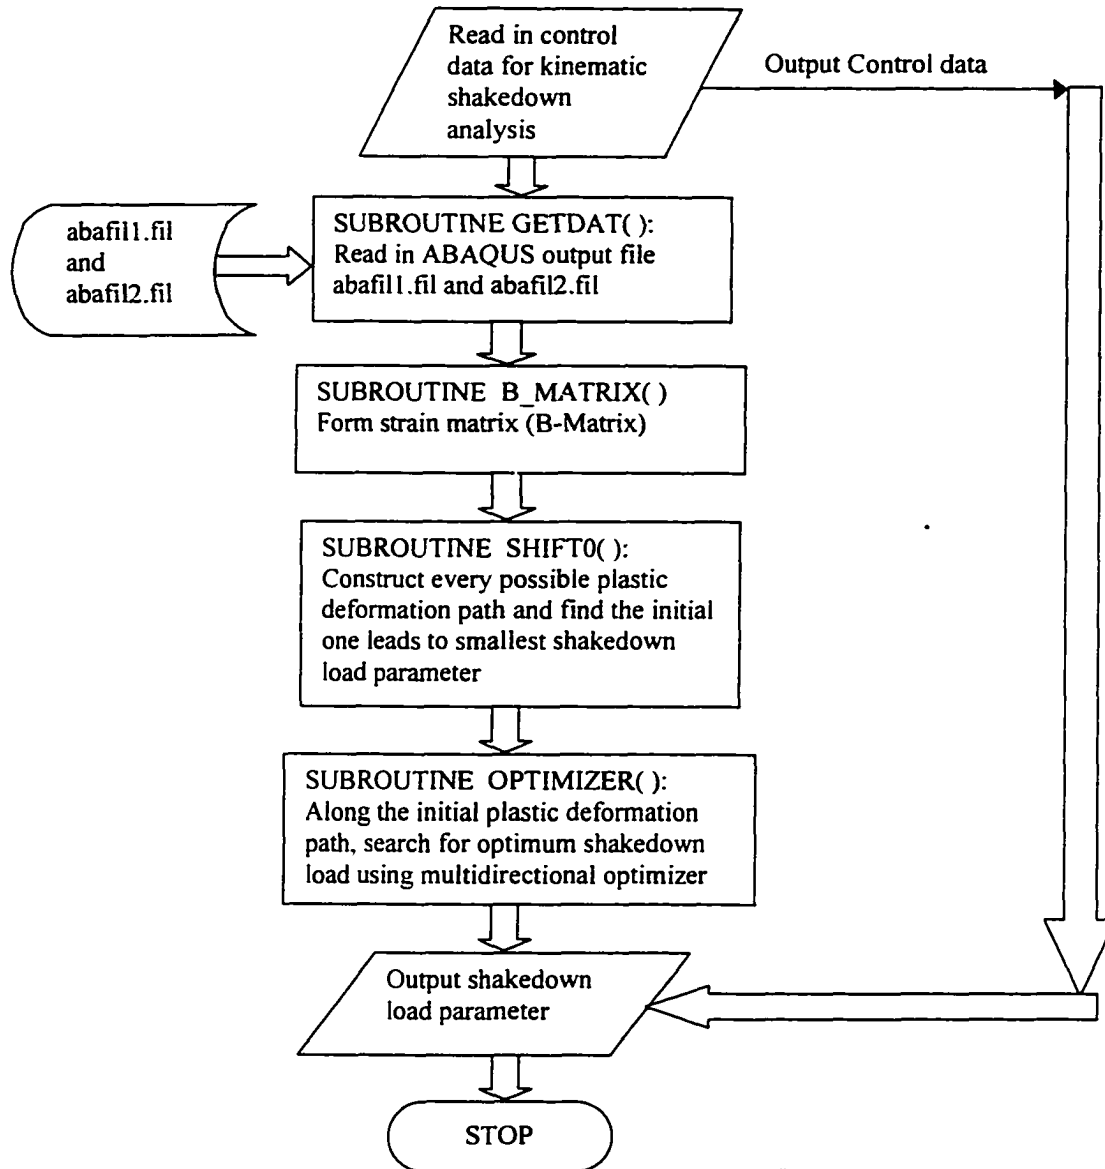 Read in control
data for kinematic
shakedown
analysis
Output Control data
abafil1.fil
and
abafil2.fil
SUBROUTINE GETDAT( ):
Read in ABAQUS output file
abafil1.fil and abafil2.fil
SUBROUTINE B_MATRIX( )
Form strain matrix (B-Matrix)
SUBROUTINE SHIFT0( ):
Construct every possible plastic
deformation path and find the initial
one leads to smallest shakedown
load parameter
SUBROUTINE OPTIMIZER( ):
Along the initial plastic deformation
path, search for optimum shakedown
load using multidirectional optimizer
Output shakedown
load parameter
STOP